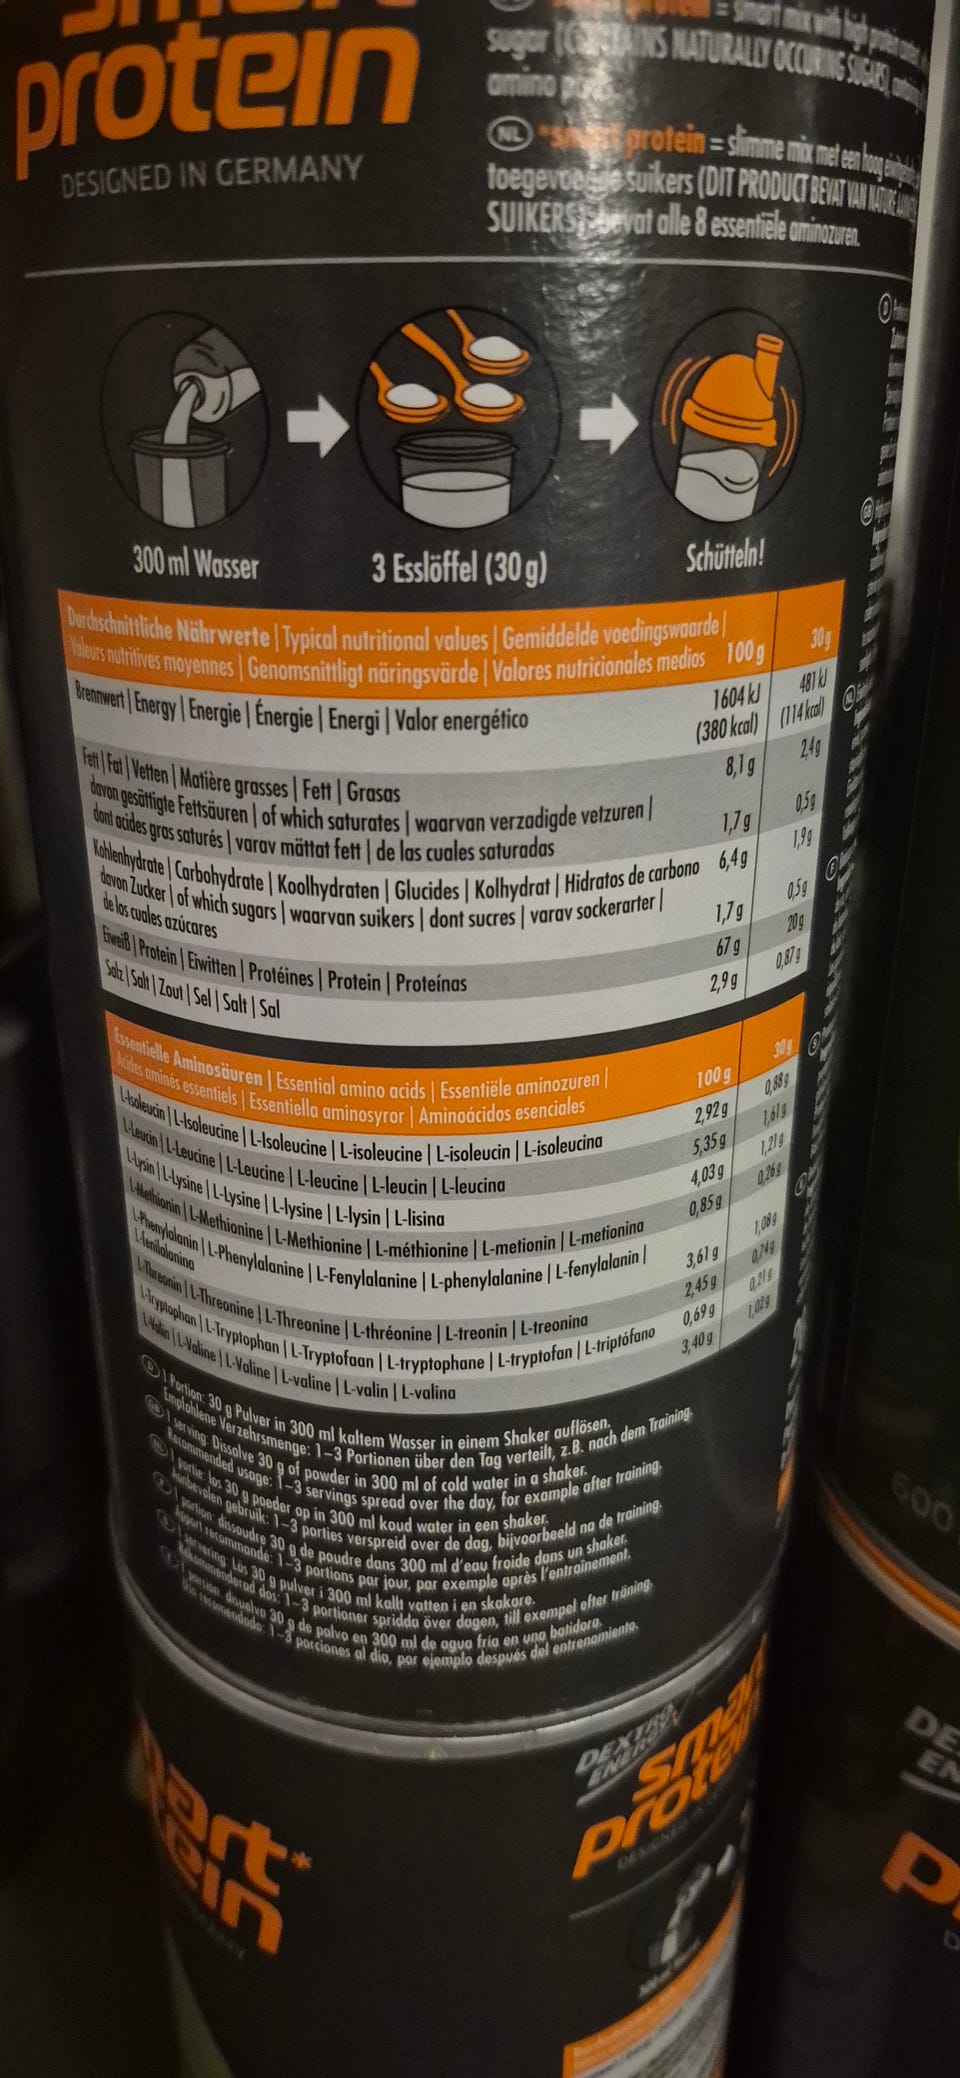 smart
protein
DESIGNED IN GERMANY
protein = smart mix with high protein
sugar (CONTAINS NATURALLY OCCURING SUGARS),
amino
NL *smart protein = slimme mix met een hoog
toegevoegde suikers (DIT PRODUCT BEVAT VAN NATURE
SUIKERS), bevat alle 8 essentiële aminozuren.
300 ml Wasser
3 Esslöffel (30 g)
Schütteln!
Durchschnittliche Nährwerte | Typical nutritional values | Gemiddelde voedingswaarde |
Valeurs nutritives moyennes | Genomsnittligt näringsvärde | Valores nutricionales medios 100 g 30 g
Brennwert | Energy | Energie | Énergie | Energi | Valor energético 1604 kJ 481 kJ
(380 kcal) (114 kcal)
Fett | Fat | Vetten | Matière grasses | Fett | Grasas 8,1 g 2,4 g
davon gesättigte Fettsäuren | of which saturates | waarvan verzadigde vetzuren |
dont acides gras saturés | varav mättat fett | de las cuales saturadas 1,7 g 0,5 g
Kohlenhydrate | Carbohydrate | Koolhydraten | Glucides | Kolhydrat | Hidratos de carbono 6,4 g 1,9 g
davon Zucker | of which sugars | waarvan suikers | dont sucres | varav sockerarter |
de los cuales azúcares 1,7 g 0,5 g
Eiweiß | Protein | Eiwitten | Protéines | Protein | Proteínas 67 g 20 g
Salz | Salt | Zout | Sel | Salt | Sal 2,9 g 0,87 g
Essentielle Aminosäuren | Essential amino acids | Essentiële aminozuren |
Acides aminés essentiels | Essentiella aminosyror | Aminoácidos esenciales 100 g 30 g
L-Isoleucin | L-Isoleucine | L-Isoleucine | L-isoleucine | L-isoleucin | L-isoleucina 2,92 g 0,88 g
L-Leucin | L-Leucine | L-Leucine | L-leucine | L-leucin | L-leucina 5,35 g 1,61 g
L-Lysin | L-Lysine | L-Lysine | L-lysine | L-lysin | L-lisina 4,03 g 1,21 g
L-Methionin | L-Methionine | L-Methionine | L-méthionine | L-metionin | L-metionina 0,85 g 0,26 g
L-Phenylalanin | L-Phenylalanine | L-Fenylalanine | L-phenylalanine | L-fenylalanin |
L-fenilalanina 3,61 g 1,08 g
L-Threonin | L-Threonine | L-Threonine | L-thréonine | L-treonin | L-treonina 2,45 g 0,74 g
L-Tryptophan | L-Tryptophan | L-Tryptofaan | L-tryptophane | L-tryptofan | L-triptófano 0,69 g 0,21 g
L-Valin | L-Valine | L-Valine | L-valine | L-valin | L-valina 3,40 g 1,02 g
D 1 Portion: 30 g Pulver in 300 ml kaltem Wasser in einem Shaker auflösen.
Empfohlene Verzehrsmenge: 1–3 Portionen über den Tag verteilt, z.B. nach dem Training.
GB 1 serving: Dissolve 30 g of powder in 300 ml of cold water in a shaker.
Recommended usage: 1–3 servings spread over the day, for example after training.
NL 1 portie: los 30 g poeder op in 300 ml koud water in een shaker.
Aanbevolen gebruik: 1–3 porties verspreid over de dag, bijvoorbeeld na de training.
F 1 portion: dissoudre 30 g de poudre dans 300 ml d'eau froide dans un shaker.
Apport recommandé: 1–3 portions par jour, par exemple après l'entraînement.
S 1 servering: Lös 30 g pulver i 300 ml kallt vatten i en skakare.
Rekommenderad dos: 1–3 portioner spridda över dagen, till exempel efter träning.
E 1 porción: disuelva 30 g de polvo en 300 ml de agua fría en una batidora.
Uso recomendado: 1–3 porciones al día, por ejemplo después del entrenamiento.
DEXTRO
ENERGY
smart
protein
600